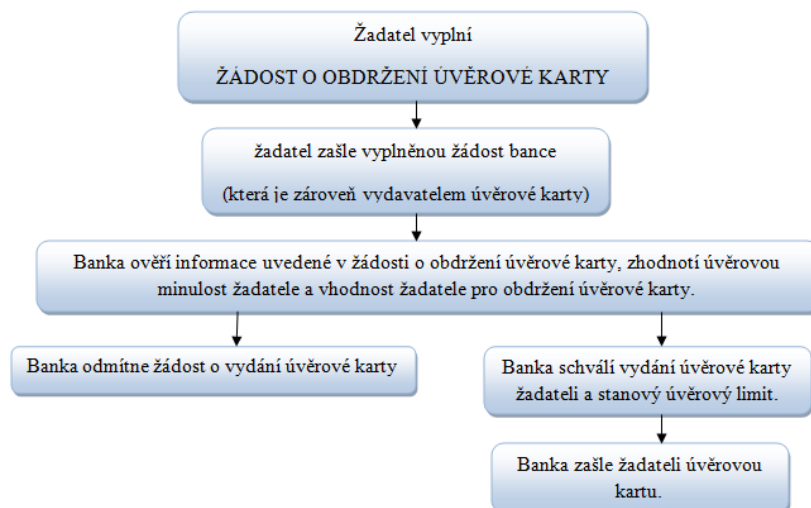 Žadatel vyplní
ŽÁDOST O OBDRŽENÍ ÚVĚROVÉ KARTY
žadatel zašle vyplněnou žádost bance
(která je zároveň vydavatelem úvěrové karty)
Banka ověří informace uvedené v žádosti o obdržení úvěrové karty, zhodnotí úvěrovou
minulost žadatele a vhodnost žadatele pro obdržení úvěrové karty.
Banka odmítne žádost o vydání úvěrové karty
Banka schválí vydání úvěrové karty
žadateli a stanový úvěrový limit.
Banka zašle žadateli úvěrovou
kartu.